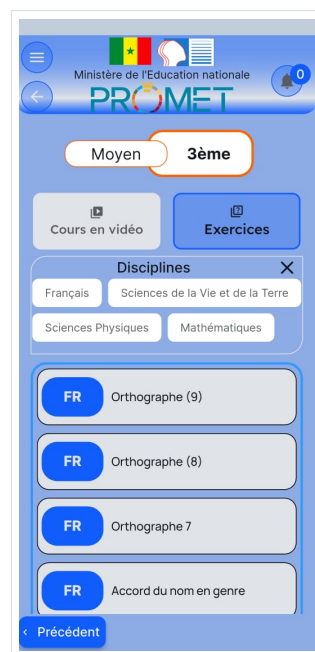 Ministère de l'Education nationale
0
PROMET
Moyen
3ème
Cours en vidéo
Exercices
Disciplines
Français
Sciences de la Vie et de la Terre
Sciences Physiques
Mathématiques
FR Orthographe (9)
FR Orthographe (8)
FR Orthographe 7
FR Accord du nom en genre
‹ Précédent